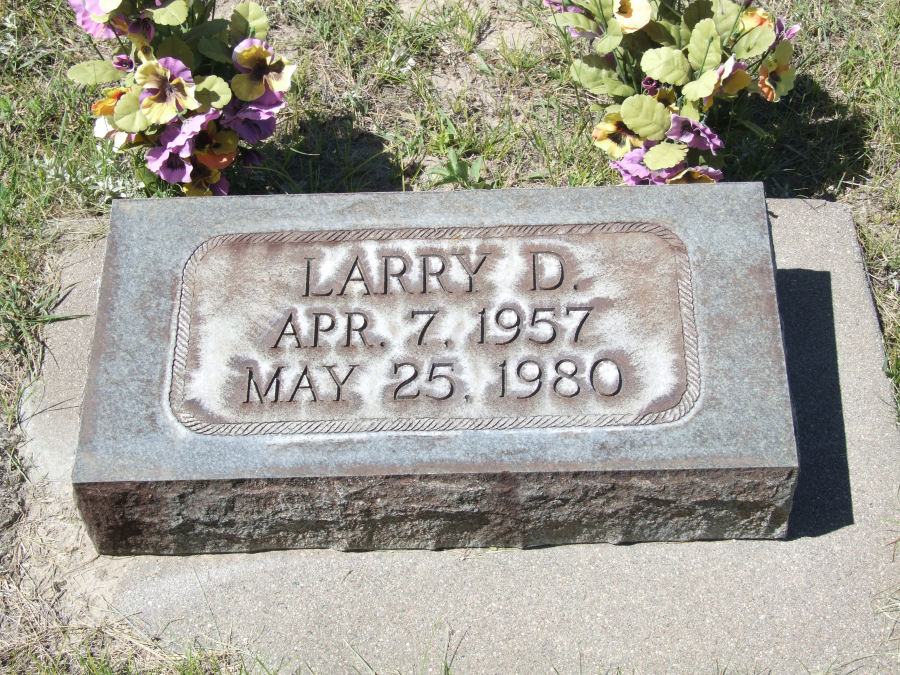 LARRY D.
APR. 7, 1957
MAY 25, 1980